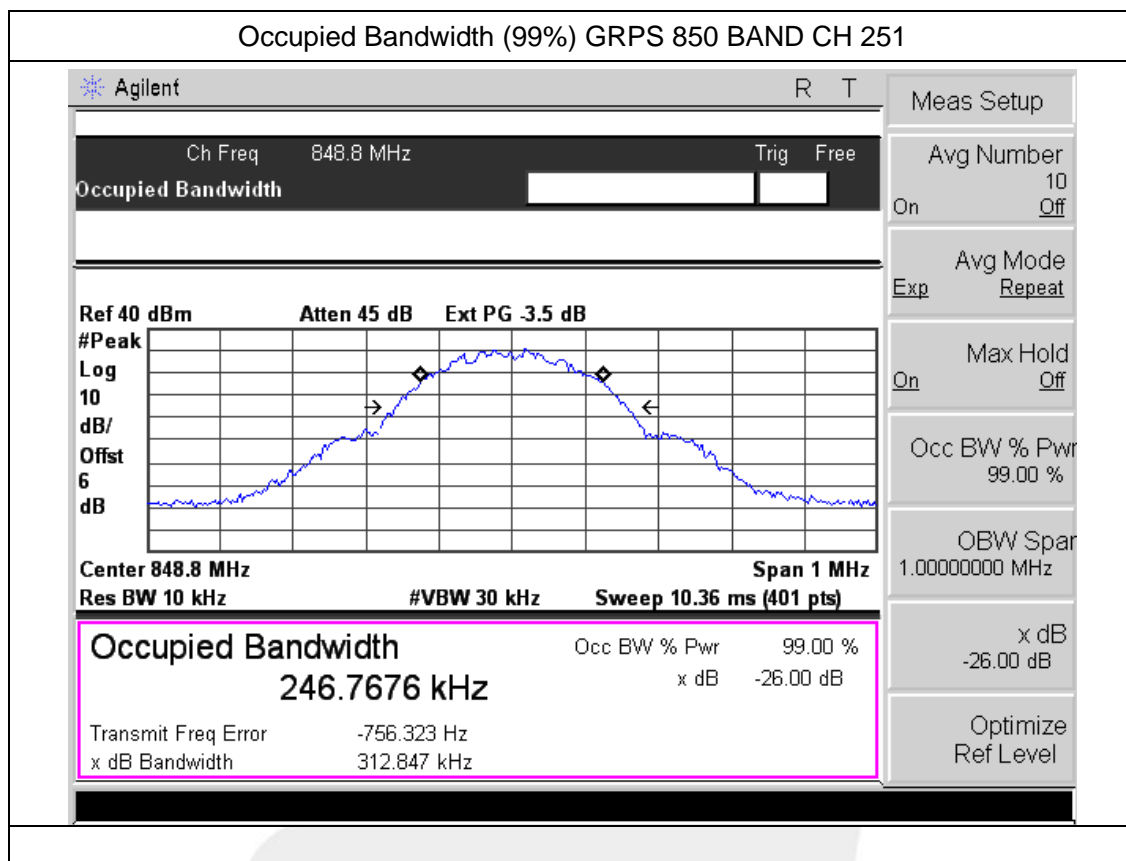 Occupied Bandwidth (99%) GRPS 850 BAND CH 251
Agilent R T
Ch Freq 848.8 MHz Trig Free
Occupied Bandwidth
Ref 40 dBm Atten 45 dB Ext PG -3.5 dB
#Peak
Log
10
dB/
Offst
6
dB
Center 848.8 MHz Span 1 MHz
Res BW 10 kHz #VBW 30 kHz Sweep 10.36 ms (401 pts)
Occupied Bandwidth Occ BW % Pwr 99.00 %
246.7676 kHz x dB -26.00 dB
Transmit Freq Error -756.323 Hz
x dB Bandwidth 312.847 kHz
Meas Setup
Avg Number
10
On Off
Avg Mode
Exp Repeat
Max Hold
On Off
Occ BW % Pwr
99.00 %
OBW Span
1.00000000 MHz
x dB
-26.00 dB
Optimize
Ref Level